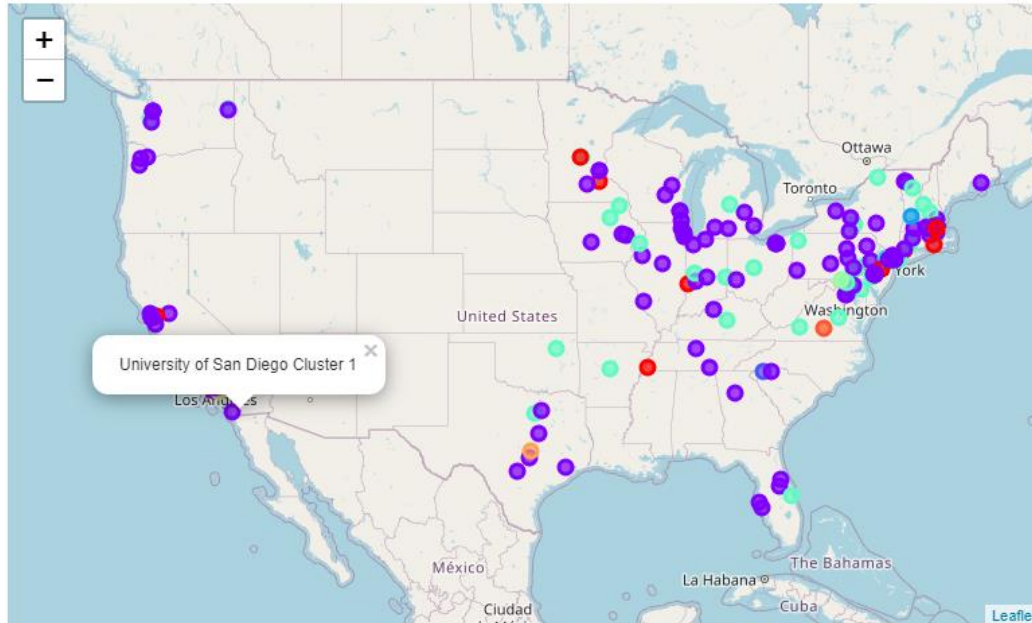 +
−
Ottawa
Toronto
York
United States
Washington
University of San Diego Cluster 1
×
Los Angeles
México
La Habana
The Bahamas
Cuba
Ciudad
Leafle